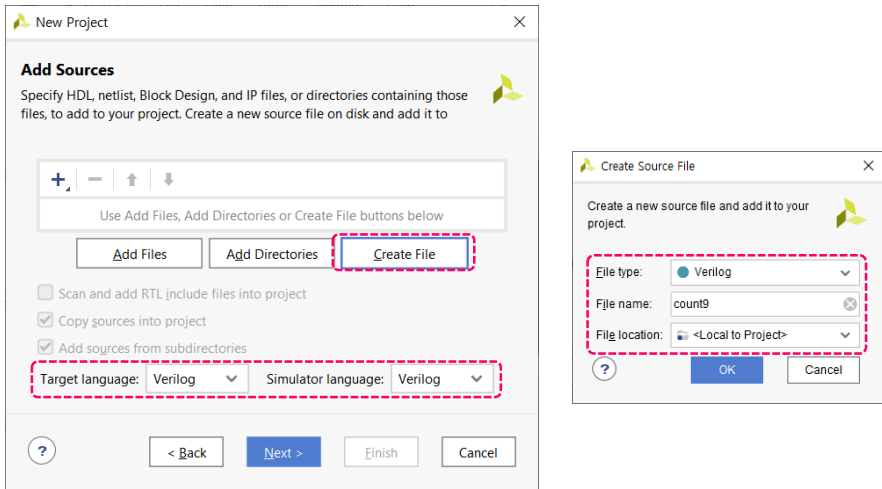 New Project
Add Sources
Specify HDL, netlist, Block Design, and IP files, or directories containing those
files, to add to your project. Create a new source file on disk and add it to
Use Add Files, Add Directories or Create File buttons below
Add Files
Add Directories
Create File
Scan and add RTL include files into project
Copy sources into project
Add sources from subdirectories
Target language: Verilog
Simulator language: Verilog
?
< Back
Next >
Finish
Cancel
Create Source File
Create a new source file and add it to your
project.
File type: Verilog
File name: count9
File location: <Local to Project>
?
OK
Cancel